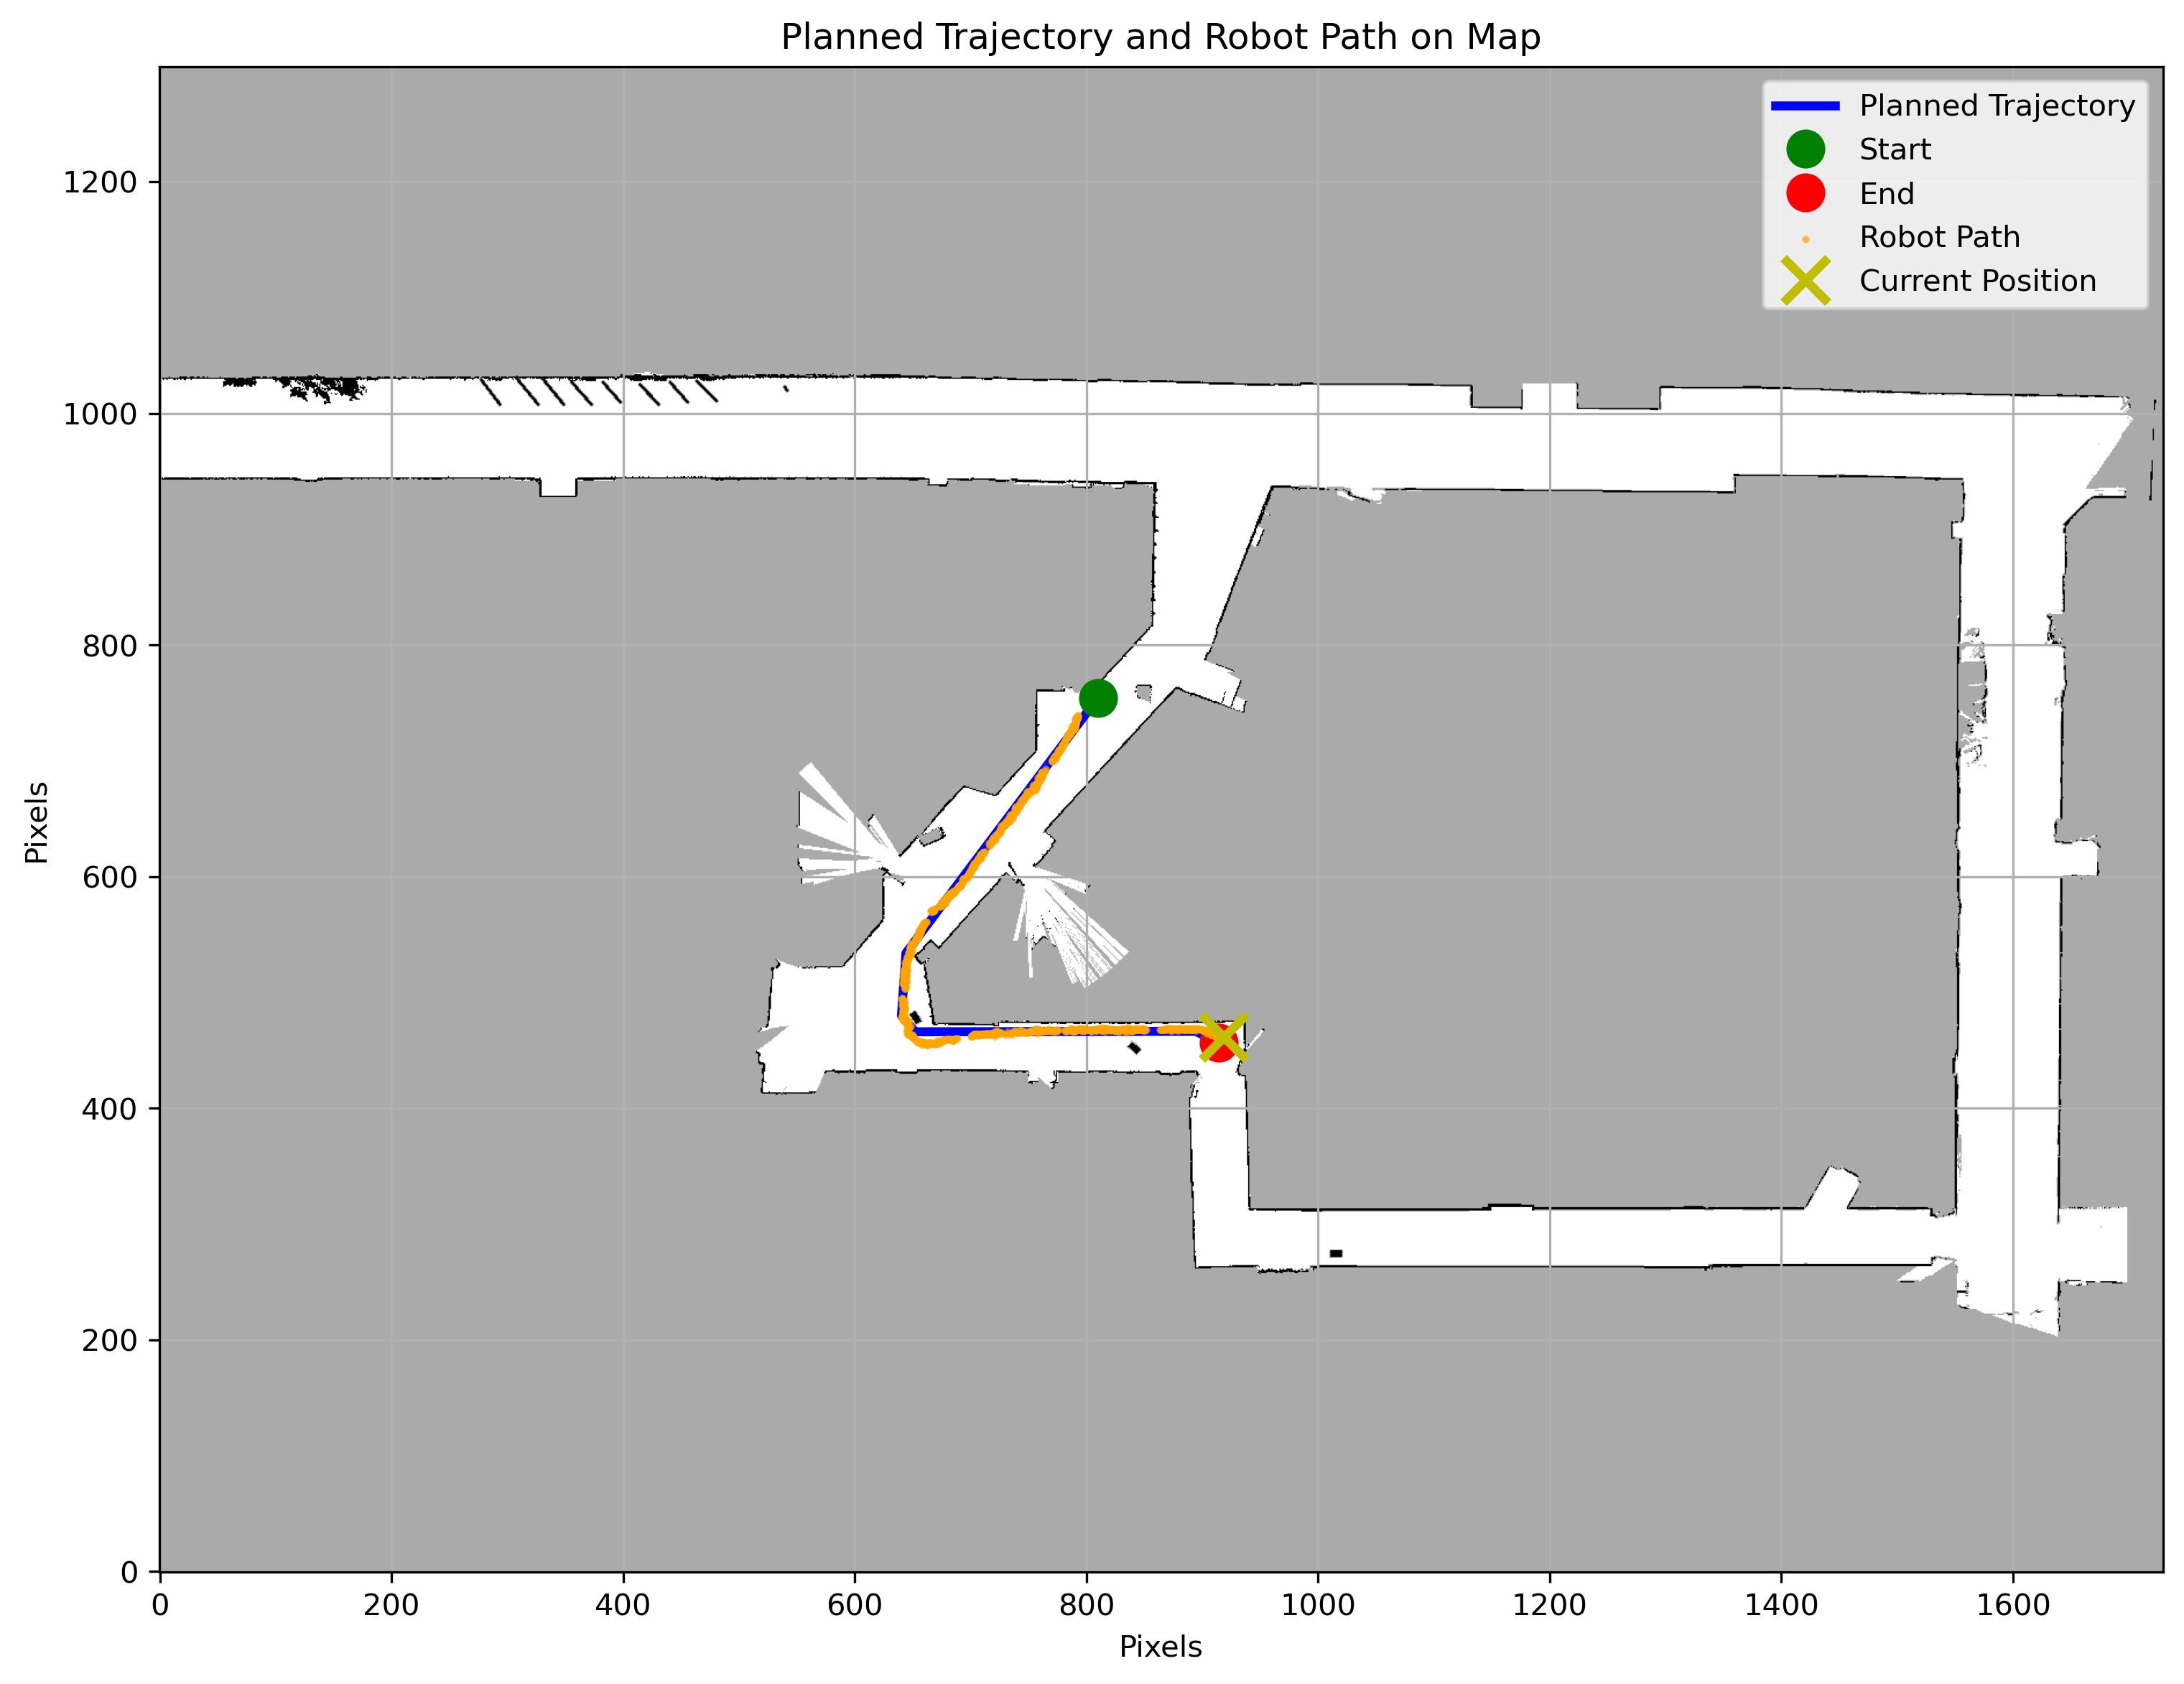 Planned Trajectory and Robot Path on Map
Planned Trajectory
Start
End
Robot Path
Current Position
Pixels
1200
1000
800
600
400
200
0
0 200 400 600 800 1000 1200 1400 1600
Pixels